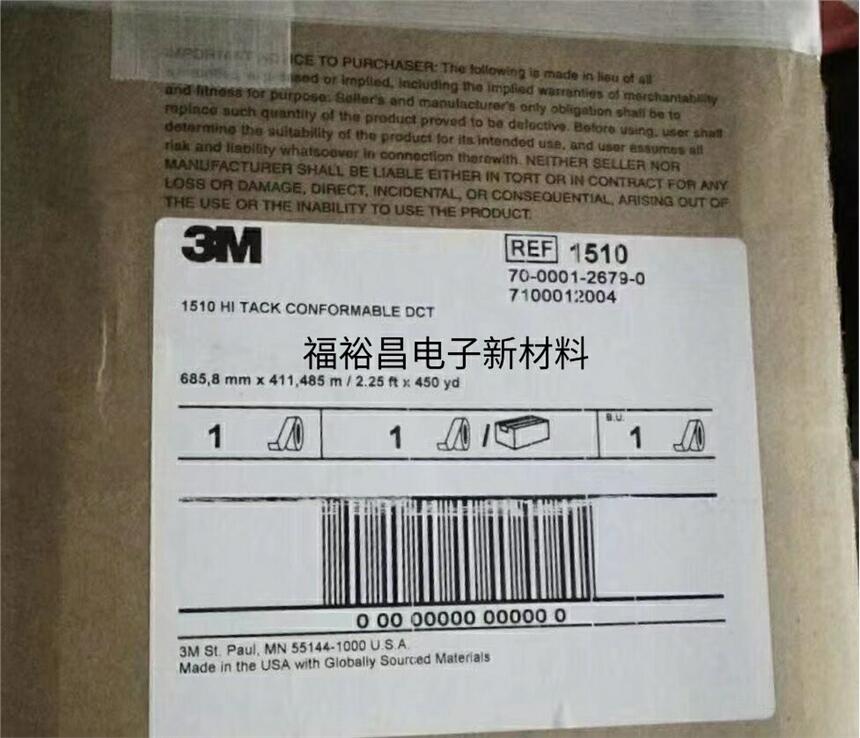 IMPORTANT NOTICE TO PURCHASER: The following is made in lieu of all
or implied, including the implied warranties of merchantability
and fitness for purpose: Seller's and manufacturer's only obligation shall be to
replace such quantity of the product proved to be defective. Before using, user shall
determine the suitability of the product for its intended use, and user assumes all
risk and liability whatsoever in connection therewith. NEITHER SELLER NOR
MANUFACTURER SHALL BE LIABLE EITHER IN TORT OR IN CONTRACT FOR ANY
LOSS OR DAMAGE, DIRECT, INCIDENTAL, OR CONSEQUENTIAL, ARISING OUT OF
THE USE OR THE INABILITY TO USE THE PRODUCT.
3M
REF 1510
70-0001-2679-0
7100012004
1510 HI TACK CONFORMABLE DCT
福裕昌电子新材料
685,8 mm x 411,485 m / 2.25 ft x 450 yd
1 1 / B.U. 1
0 00 00000 00000 0
3M St. Paul, MN 55144-1000 U.S.A.
Made in the USA with Globally Sourced Materials